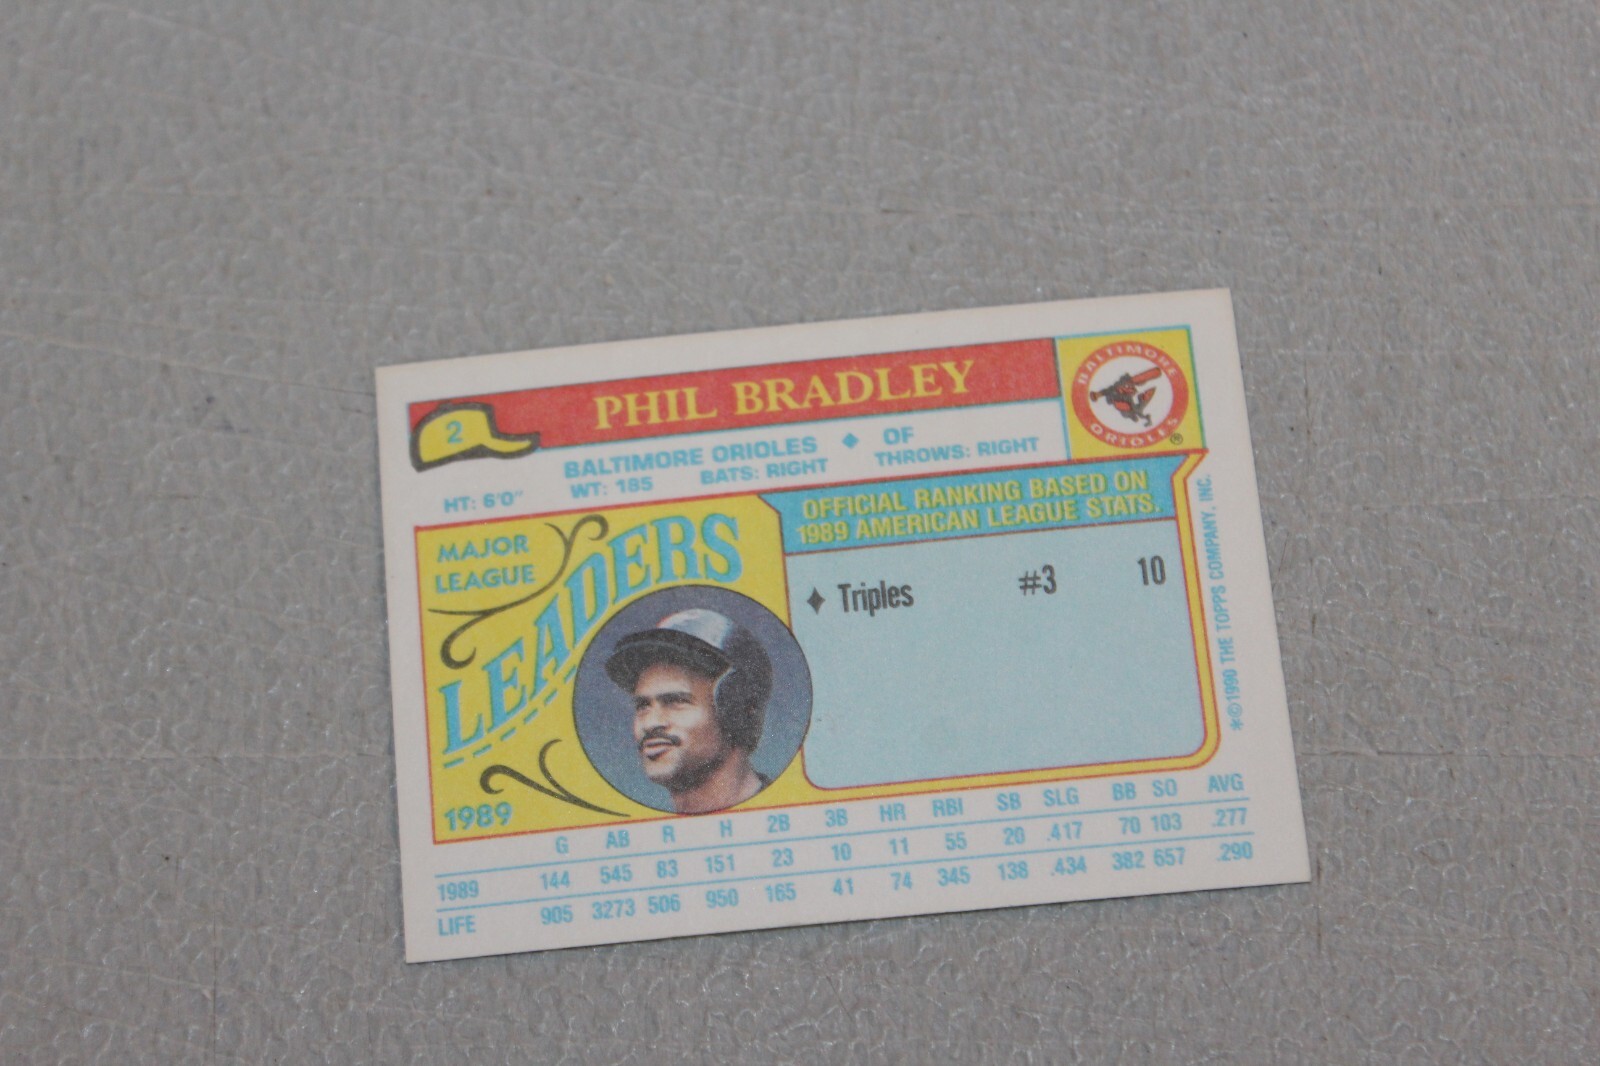 2
PHIL BRADLEY
BALTIMORE ORIOLES ♦ OF
HT: 6'0" WT: 185 BATS: RIGHT THROWS: RIGHT
BALTIMORE
ORIOLES
®
MAJOR
LEAGUE
LEADERS
1989
OFFICIAL RANKING BASED ON
1989 AMERICAN LEAGUE STATS.
♦ Triples #3 10
*©1990 THE TOPPS COMPANY, INC.
G AB R H 2B 3B HR RBI SB SLG BB SO AVG
1989 144 545 83 151 23 10 11 55 20 .417 70 103 .277
LIFE 905 3273 506 950 165 41 74 345 138 .434 382 657 .290